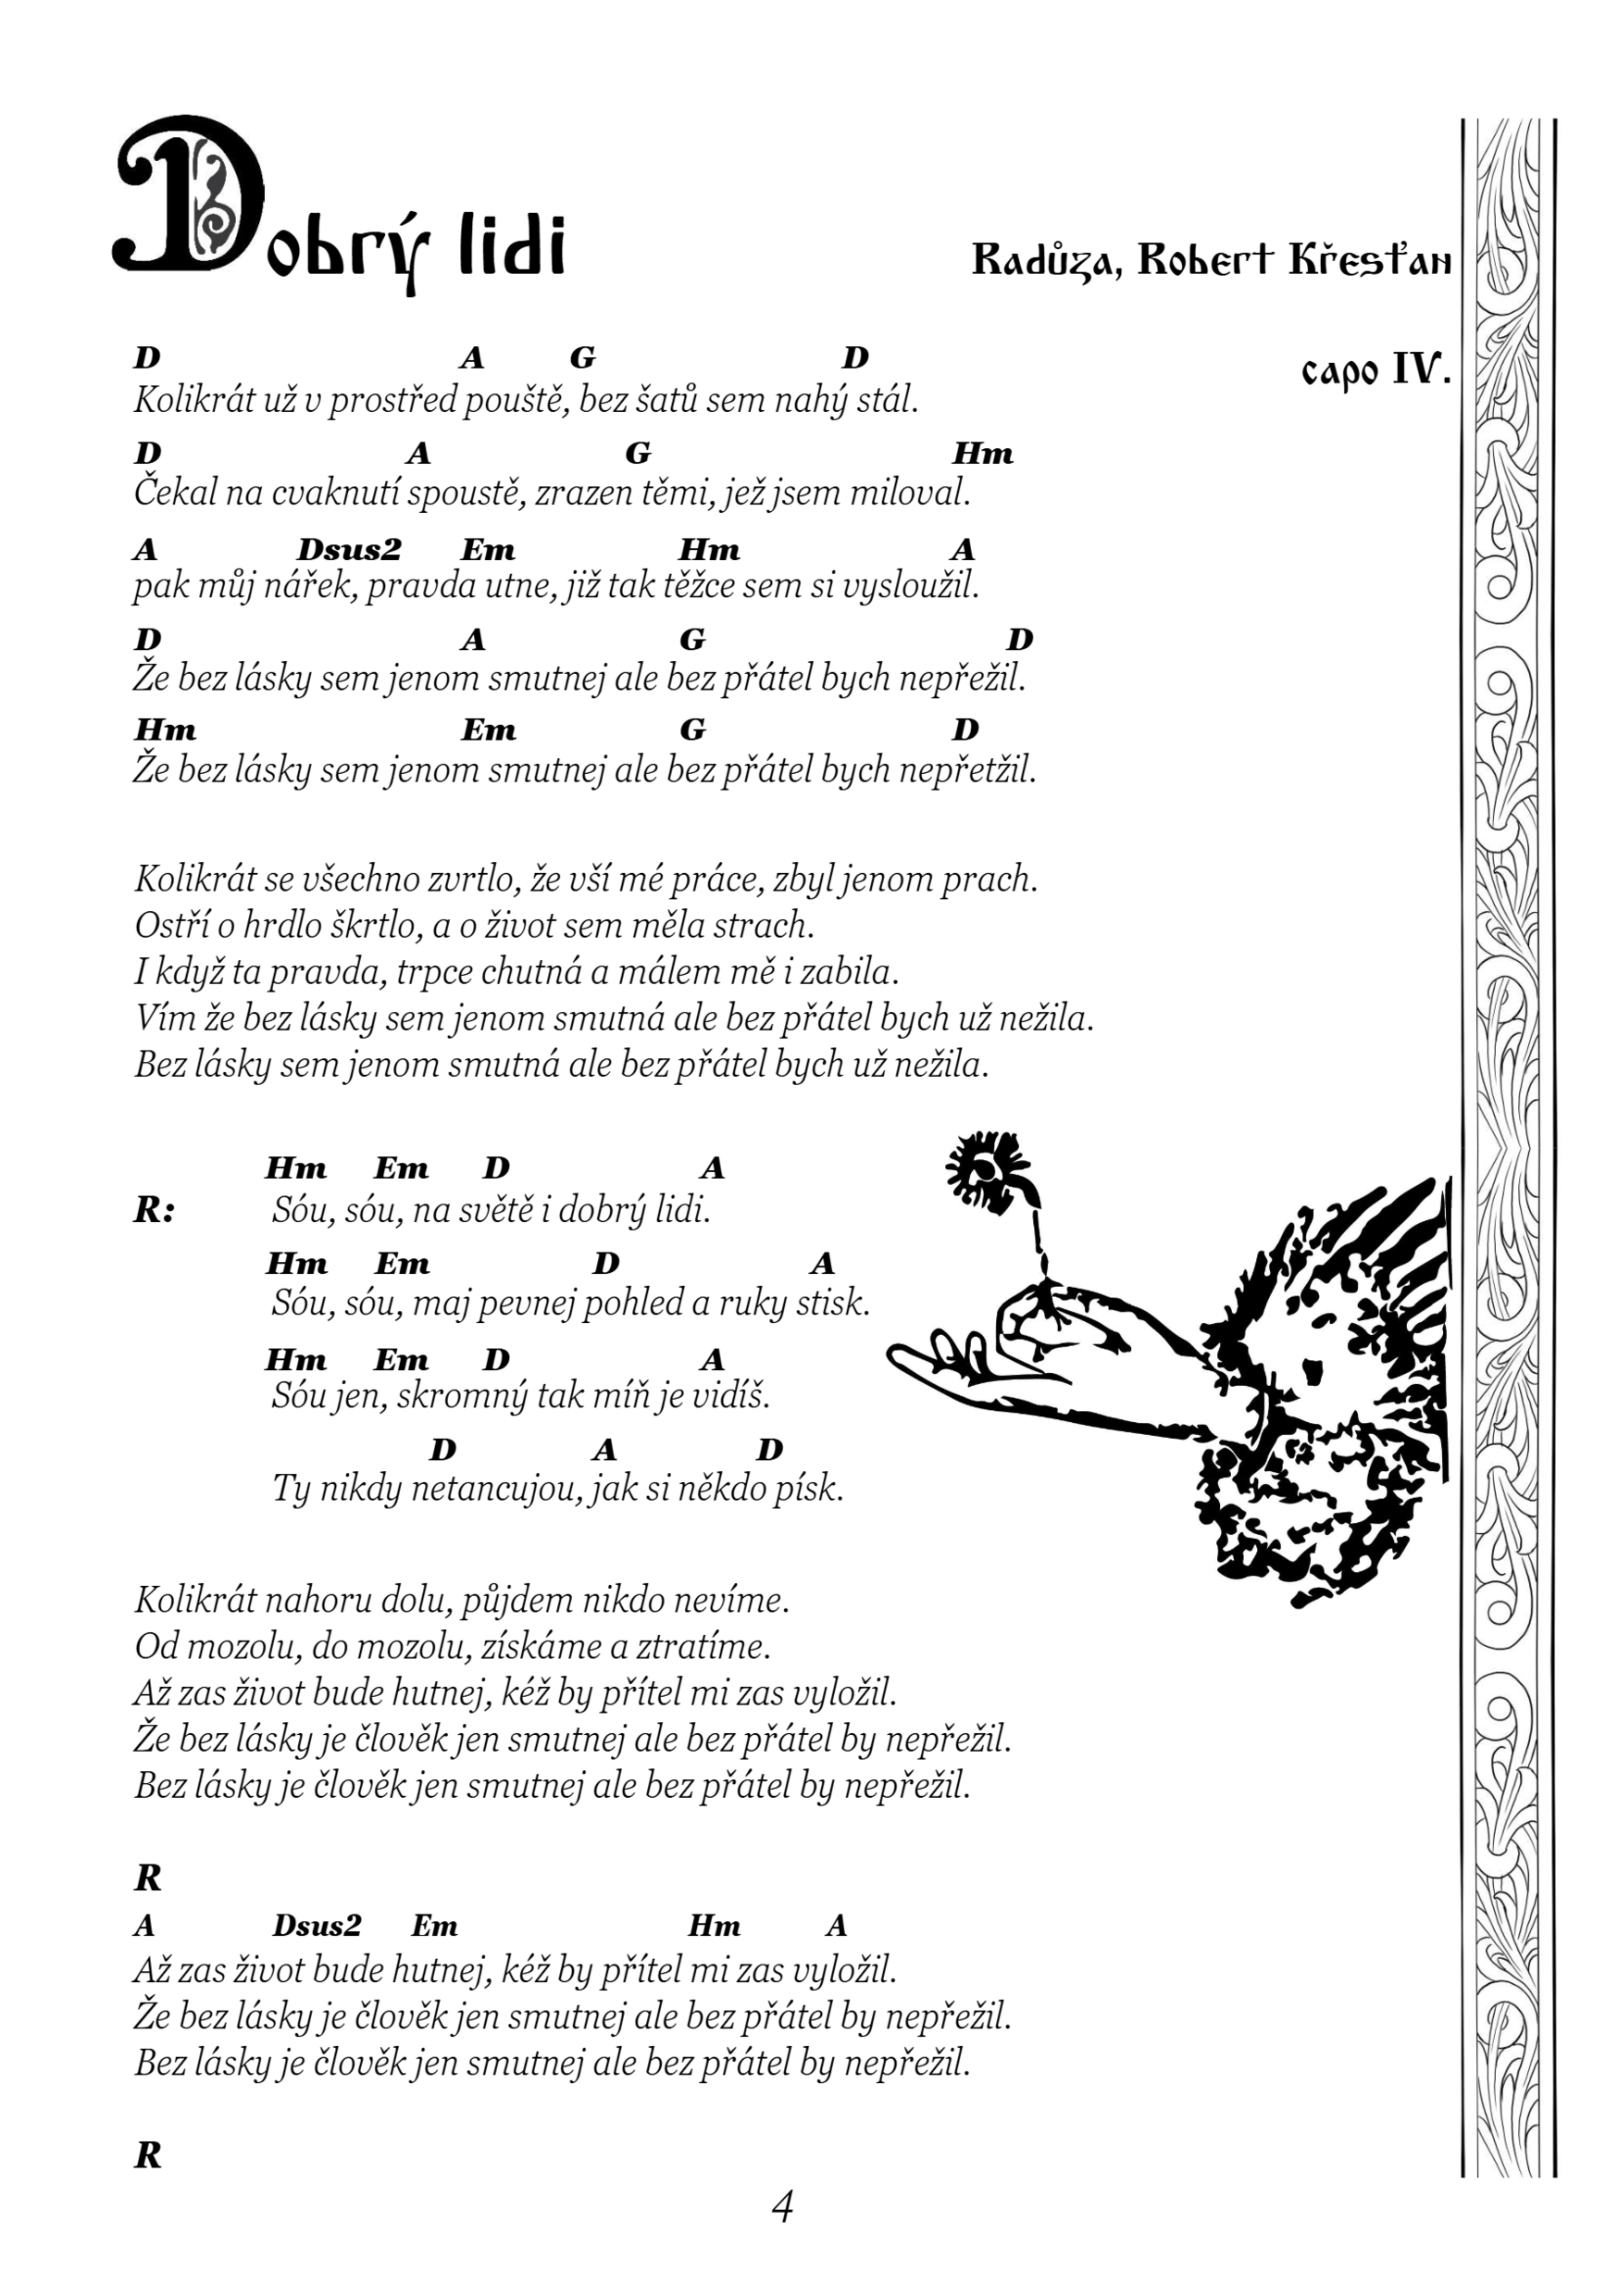 Dobrý lidi
Radůza, Robert Křesťan
capo IV.
D A G D
Kolikrát už v prostřed pouště, bez šatů sem nahý stál.
D A G Hm
Čekal na cvaknutí spouště, zrazen těmi, jež jsem miloval.
A Dsus2 Em Hm A
pak můj nářek, pravda utne, již tak těžce sem si vysloužil.
D A G D
Že bez lásky sem jenom smutnej ale bez přátel bych nepřežil.
Hm Em G D
Že bez lásky sem jenom smutnej ale bez přátel bych nepřetžil.
Kolikrát se všechno zvrtlo, že vší mé práce, zbyl jenom prach.
Ostří o hrdlo škrtlo, a o život sem měla strach.
I když ta pravda, trpce chutná a málem mě i zabila.
Vím že bez lásky sem jenom smutná ale bez přátel bych už nežila.
Bez lásky sem jenom smutná ale bez přátel bych už nežila.
Hm Em D A
R: Sóu, sóu, na světě i dobrý lidi.
Hm Em D A
Sóu, sóu, maj pevnej pohled a ruky stisk.
Hm Em D A
Sóu jen, skromný tak míň je vidíš.
D A D
Ty nikdy netancujou, jak si někdo písk.
Kolikrát nahoru dolu, půjdem nikdo nevíme.
Od mozolu, do mozolu, získáme a ztratíme.
Až zas život bude hutnej, kéž by přítel mi zas vyložil.
Že bez lásky je člověk jen smutnej ale bez přátel by nepřežil.
Bez lásky je člověk jen smutnej ale bez přátel by nepřežil.
R
A Dsus2 Em Hm A
Až zas život bude hutnej, kéž by přítel mi zas vyložil.
Že bez lásky je člověk jen smutnej ale bez přátel by nepřežil.
Bez lásky je člověk jen smutnej ale bez přátel by nepřežil.
R
4